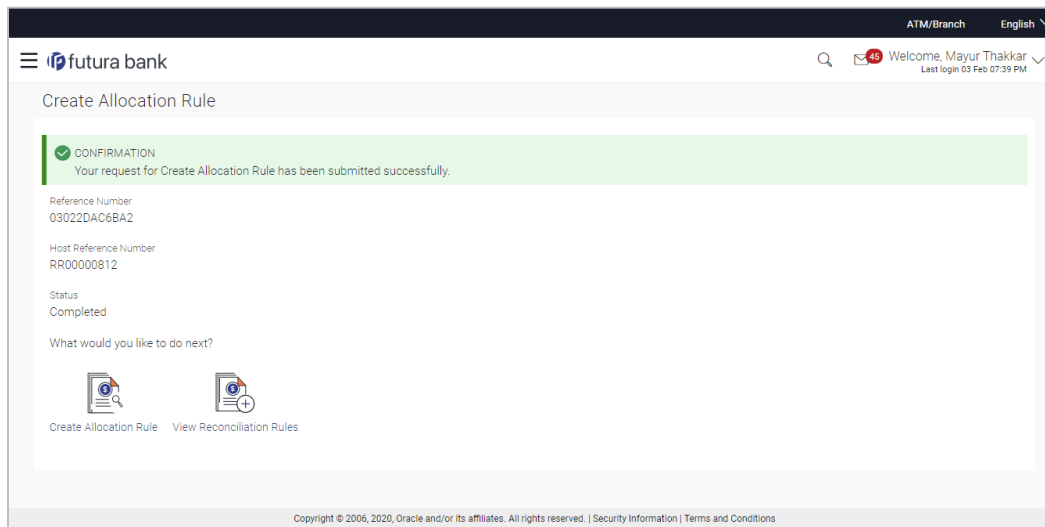 ATM/Branch English
futura bank
45 Welcome, Mayur Thakkar
Last login 03 Feb 07:39 PM
Create Allocation Rule
CONFIRMATION
Your request for Create Allocation Rule has been submitted successfully.
Reference Number
03022DAC6BA2
Host Reference Number
RR00000812
Status
Completed
What would you like to do next?
Create Allocation Rule View Reconciliation Rules
Copyright © 2006, 2020, Oracle and/or its affiliates. All rights reserved. | Security Information | Terms and Conditions